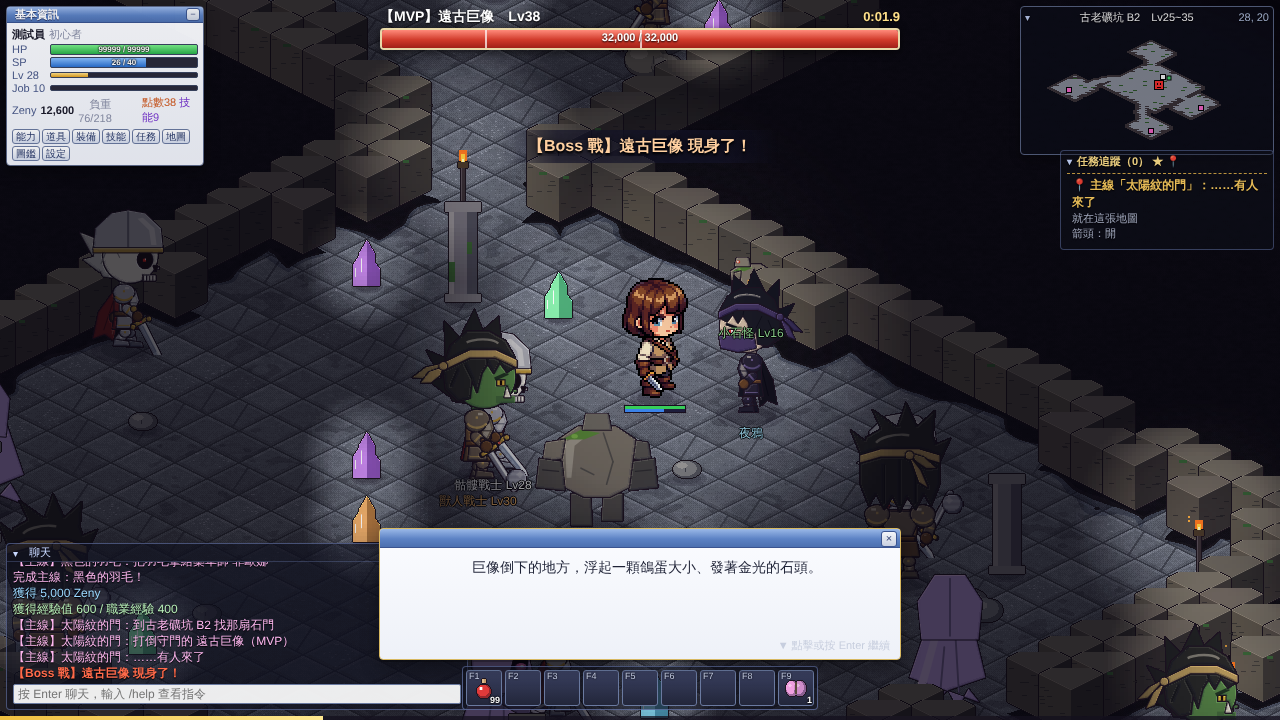 基本資訊
測試員 初心者
HP 99999 / 99999
SP 26 / 40
Lv 28
Job 10
Zeny 12,600 負重 76/218 點數38 技能9
能力 道具 裝備 技能 任務 地圖
圖鑑 設定
【MVP】遠古巨像 Lv38 0:01.9
32,000 / 32,000
【Boss 戰】遠古巨像 現身了！
古老礦坑 B2 Lv25~35 28, 20
任務追蹤（0）
主線「太陽紋的門」：……有人來了
就在這張地圖
箭頭：開
小石怪 Lv16
夜鴉
骷髏戰士 Lv28
獸人戰士 Lv30
聊天
完成主線：黑色的羽毛！
獲得 5,000 Zeny
獲得經驗值 600 / 職業經驗 400
【主線】太陽紋的門：到古老礦坑 B2 找那扇石門
【主線】太陽紋的門：打倒守門的 遠古巨像（MVP）
【主線】太陽紋的門：……有人來了
【Boss 戰】遠古巨像 現身了！
按 Enter 聊天，輸入 /help 查看指令
巨像倒下的地方，浮起一顆鴿蛋大小、發著金光的石頭。
▼ 點擊或按 Enter 繼續
F1 F2 F3 F4 F5 F6 F7 F8 F9
99 1